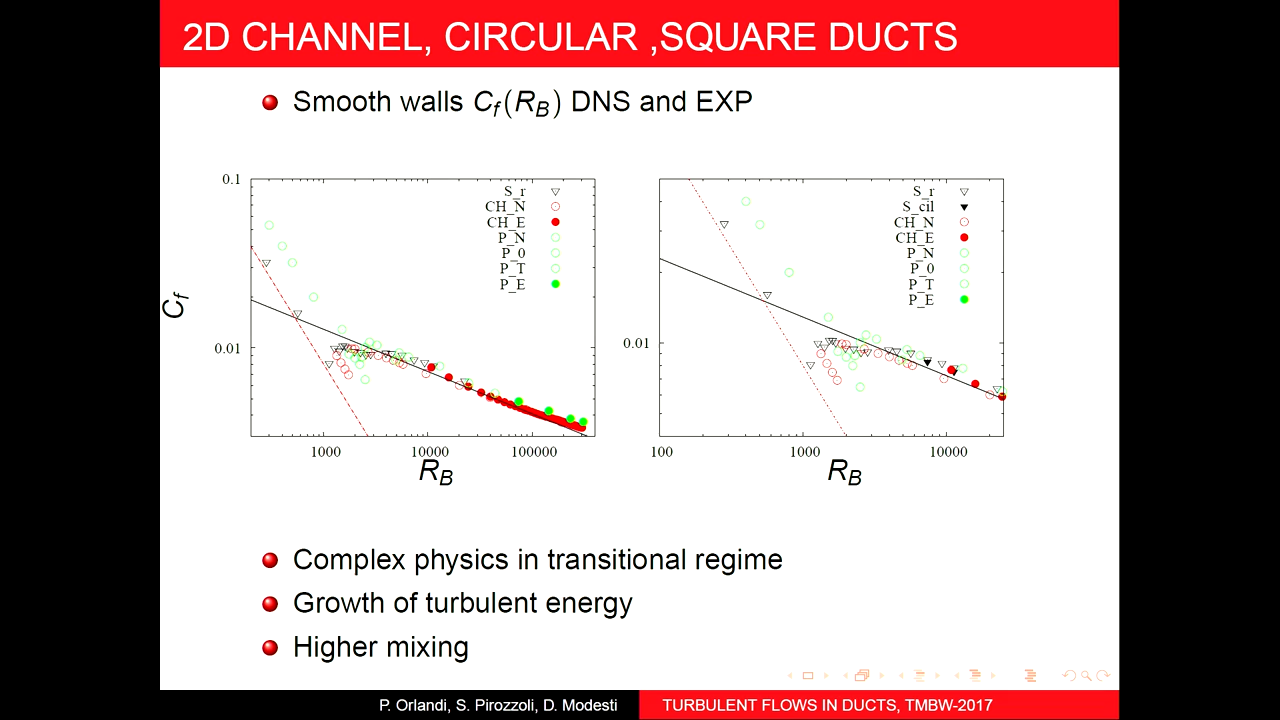 2D CHANNEL, CIRCULAR ,SQUARE DUCTS
Smooth walls Cf(RB) DNS and EXP
0.1
0.01
Cf
S_r
CH_N
CH_E
P_N
P_0
P_T
P_E
1000
10000
100000
RB
0.01
S_r
S_cil
CH_N
CH_E
P_N
P_0
P_T
P_E
100
1000
10000
RB
Complex physics in transitional regime
Growth of turbulent energy
Higher mixing
P. Orlandi, S. Pirozzoli, D. Modesti
TURBULENT FLOWS IN DUCTS, TMBW-2017